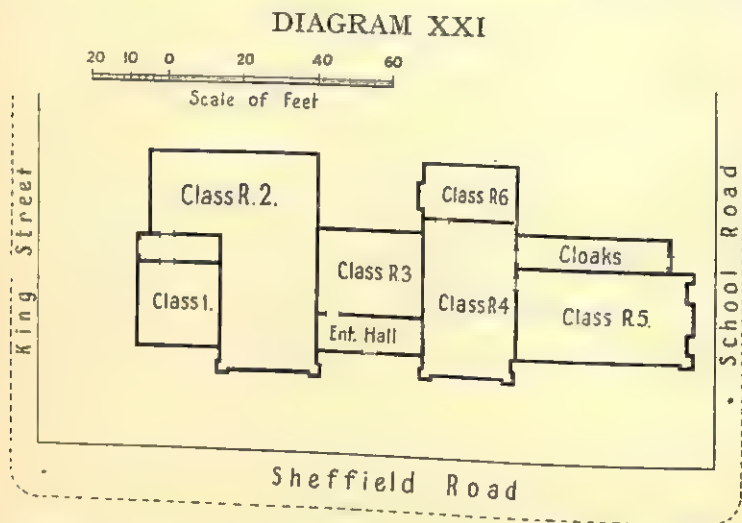 DIAGRAM XXI
20 10 0 20 40 60
Scale of Feet
King Street
School Road
Class R.2.
Class R6
Class 1.
Class R3
Class R4
Cloaks
Class R5.
Ent. Hall
Sheffield Road